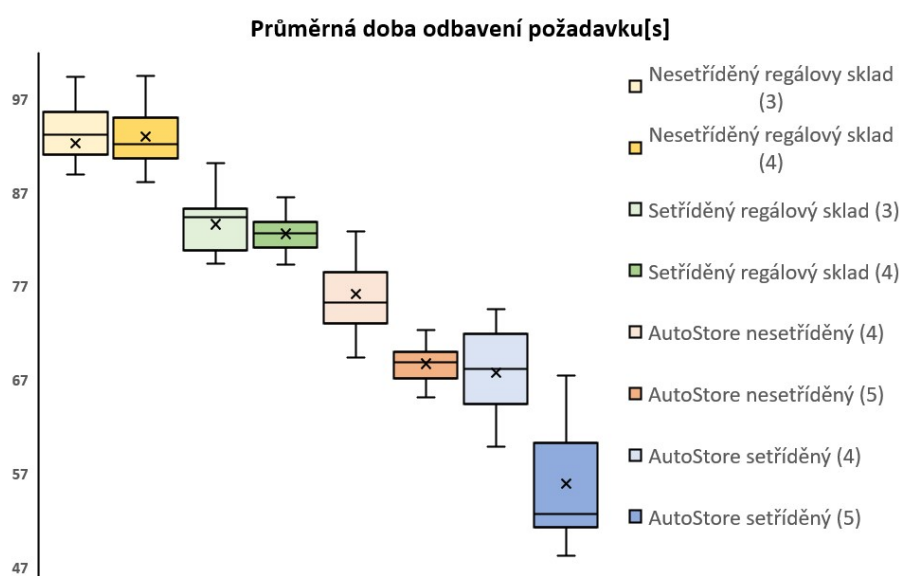 Průměrná doba odbavení požadavku[s]
97
87
77
67
57
47
Nesetříděný regálovy sklad
(3)
Nesetříděný regálový sklad
(4)
Setříděný regálový sklad (3)
Setříděný regálový sklad (4)
AutoStore nesetříděný (4)
AutoStore nesetříděný (5)
AutoStore setříděný (4)
AutoStore setříděný (5)